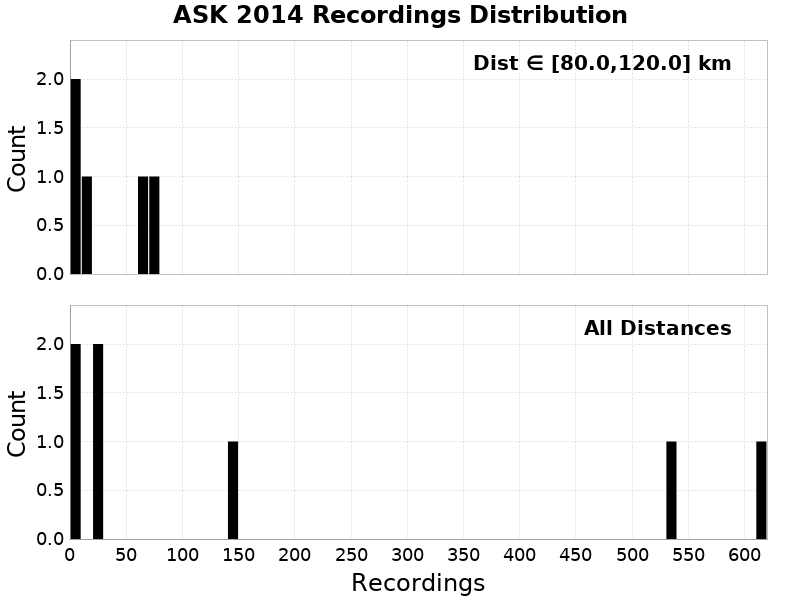 ASK 2014 Recordings Distribution
Dist ∈ [80.0,120.0] km
Count
2.0
1.5
1.0
0.5
0.0
All Distances
Count
2.0
1.5
1.0
0.5
0.0
0 50 100 150 200 250 300 350 400 450 500 550 600
Recordings